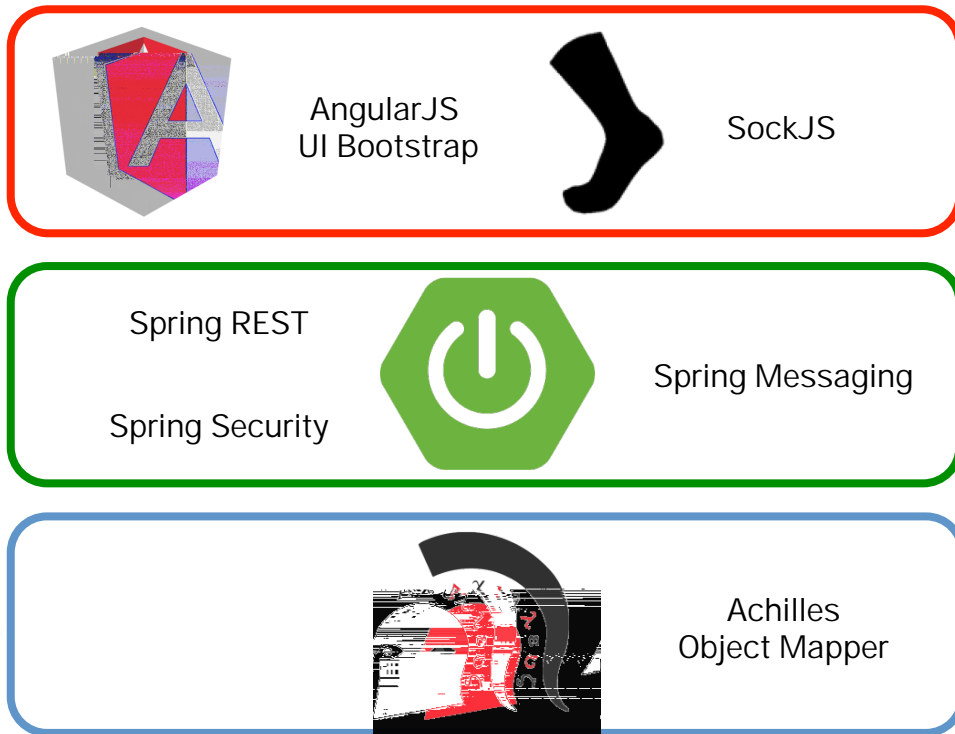 AngularJS
UI Bootstrap
SockJS
Spring REST
Spring Security
Spring Messaging
Achilles
Object Mapper